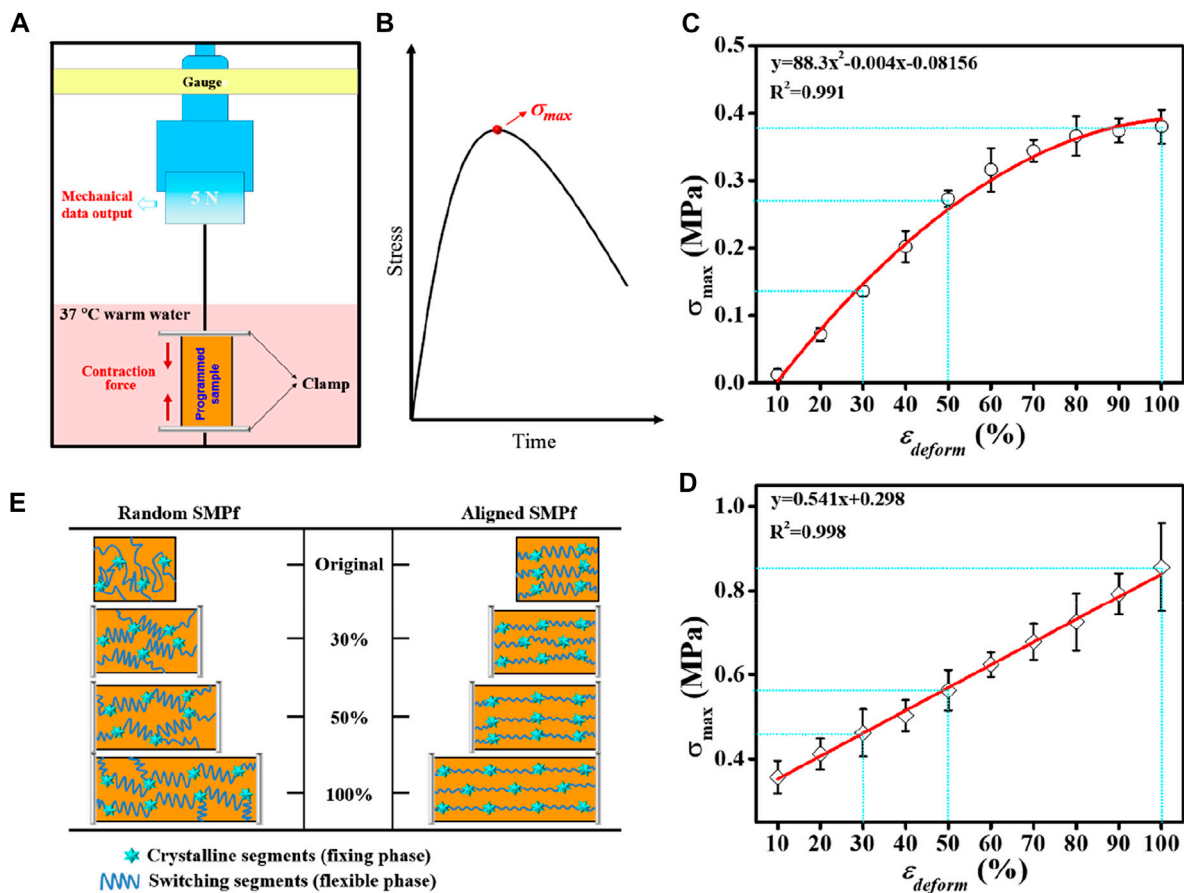 A
Gauge
5 N
Mechanical
data output
37 °C warm water
Contraction
force
Programmed
sample
Clamp
B
σmax
Stress
Time
C
y=88.3x²-0.004x-0.08156
R²=0.991
0.4
0.3
0.2
0.1
0.0
σmax (MPa)
10 20 30 40 50 60 70 80 90 100
εdeform (%)
D
y=0.541x+0.298
R²=0.998
1.0
0.8
0.6
0.4
σmax (MPa)
10 20 30 40 50 60 70 80 90 100
εdeform (%)
E
Random SMPf
Aligned SMPf
Original
30%
50%
100%
Crystalline segments (fixing phase)
Switching segments (flexible phase)